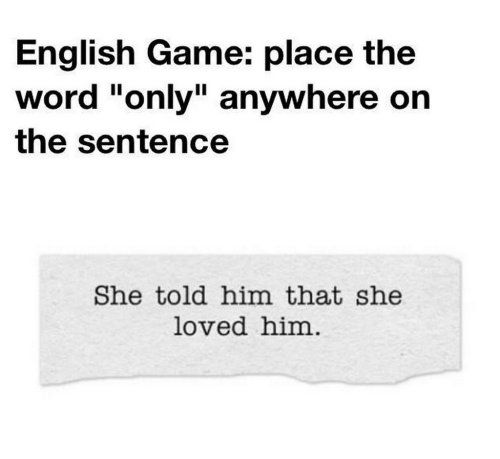 English Game: place the
word "only" anywhere on
the sentence
She told him that she
loved him.